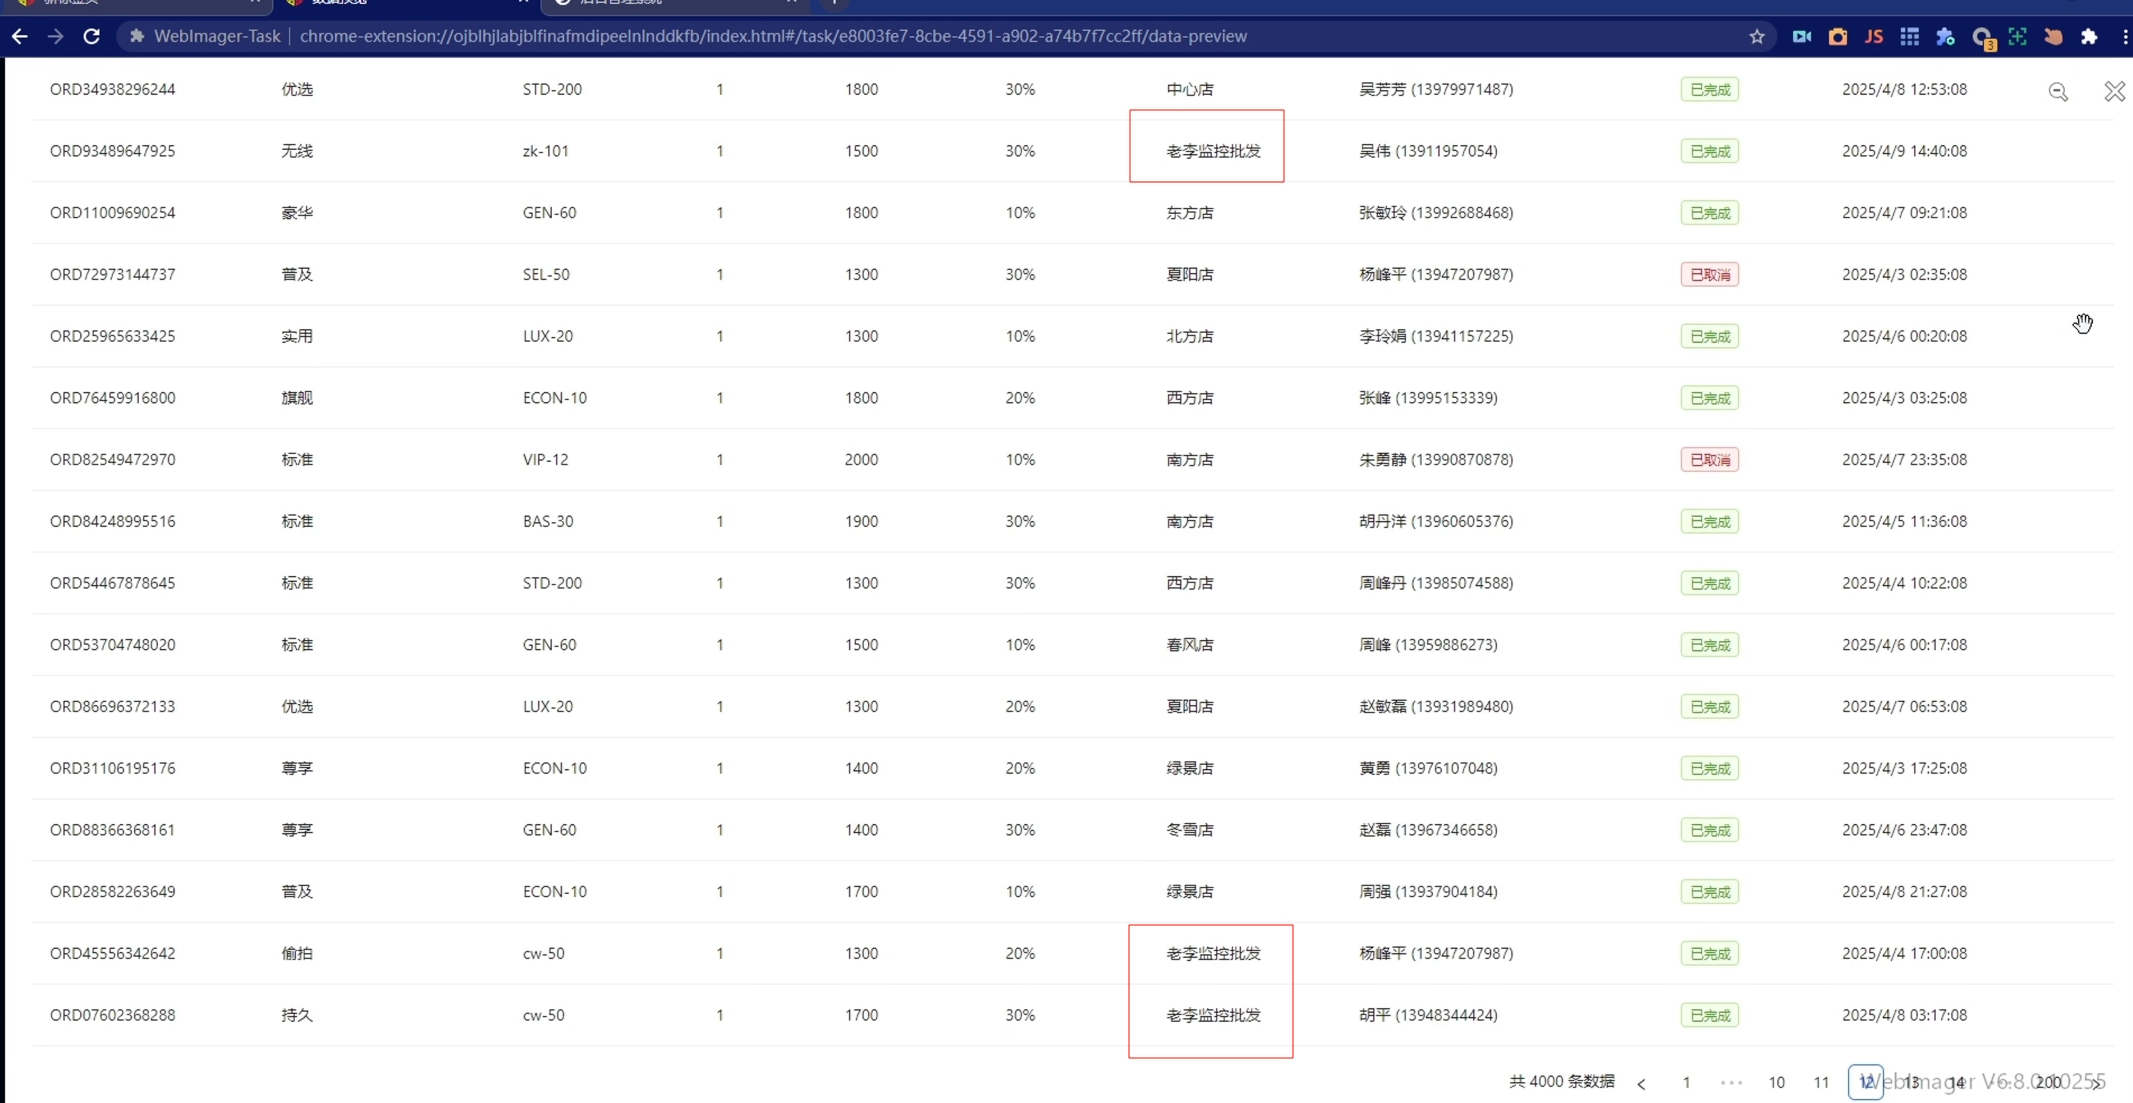 WebImager-Task | chrome-extension://ojblhjlabjblfinafmdipeelnlnddkfb/index.html#/task/e8003fe7-8cbe-4591-a902-a74b7f7cc2ff/data-preview JS 3
ORD34938296244 优选 STD-200 1 1800 30% 中心店 吴芳芳 (13979971487) 已完成 2025/4/8 12:53:08
ORD93489647925 无线 zk-101 1 1500 30% 老李监控批发 吴伟 (13911957054) 已完成 2025/4/9 14:40:08
ORD11009690254 豪华 GEN-60 1 1800 10% 东方店 张敏玲 (13992688468) 已完成 2025/4/7 09:21:08
ORD72973144737 普及 SEL-50 1 1300 30% 夏阳店 杨峰平 (13947207987) 已取消 2025/4/3 02:35:08
ORD25965633425 实用 LUX-20 1 1300 10% 北方店 李玲娟 (13941157225) 已完成 2025/4/6 00:20:08
ORD76459916800 旗舰 ECON-10 1 1800 20% 西方店 张峰 (13995153339) 已完成 2025/4/3 03:25:08
ORD82549472970 标准 VIP-12 1 2000 10% 南方店 朱勇静 (13990870878) 已取消 2025/4/7 23:35:08
ORD84248995516 标准 BAS-30 1 1900 30% 南方店 胡丹洋 (13960605376) 已完成 2025/4/5 11:36:08
ORD54467878645 标准 STD-200 1 1300 30% 西方店 周峰丹 (13985074588) 已完成 2025/4/4 10:22:08
ORD53704748020 标准 GEN-60 1 1500 10% 春风店 周峰 (13959886273) 已完成 2025/4/6 00:17:08
ORD86696372133 优选 LUX-20 1 1300 20% 夏阳店 赵敏磊 (13931989480) 已完成 2025/4/7 06:53:08
ORD31106195176 尊享 ECON-10 1 1400 20% 绿景店 黄勇 (13976107048) 已完成 2025/4/3 17:25:08
ORD88366368161 尊享 GEN-60 1 1400 30% 冬雪店 赵磊 (13967346658) 已完成 2025/4/6 23:47:08
ORD28582263649 普及 ECON-10 1 1700 10% 绿景店 周强 (13937904184) 已完成 2025/4/8 21:27:08
ORD45556342642 偷拍 cw-50 1 1300 20% 老李监控批发 杨峰平 (13947207987) 已完成 2025/4/4 17:00:08
ORD07602368288 持久 cw-50 1 1700 30% 老李监控批发 胡平 (13948344424) 已完成 2025/4/8 03:17:08
共 4000 条数据 < 1 ••• 10 11 12 13 14 ••• 200 >
WebImager V6.8.0.10255